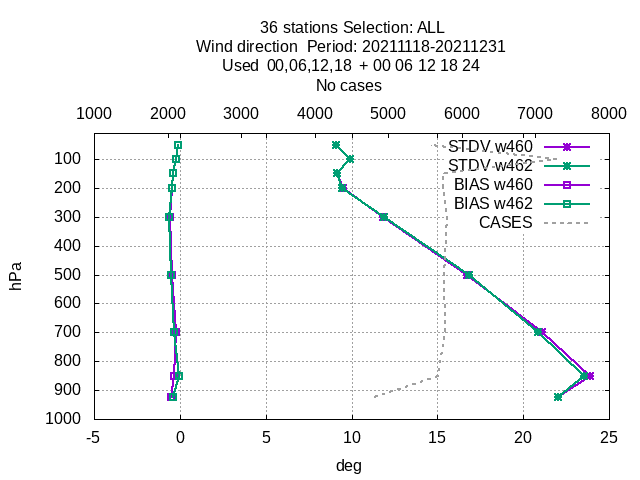 36 stations Selection: ALL
Wind direction  Period: 20211118-20211231
Used  00,06,12,18  + 00 06 12 18 24
No cases
1000 2000 3000 4000 5000 6000 7000 8000
STDV w460
100
STDV w462
200
BIAS w460
BIAS w462
300
CASES
400
hPa
500
600
700
800
900
1000
-5 0 5 10 15 20 25
deg